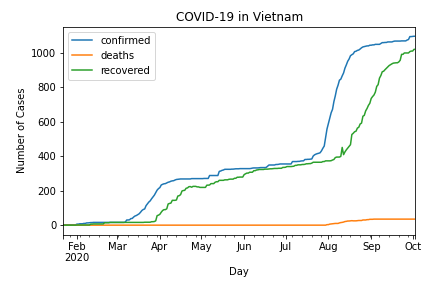 COVID-19 in Vietnam
confirmed
deaths
recovered
Number of Cases
1000
800
600
400
200
0
Feb Mar Apr May Jun Jul Aug Sep Oct
2020
Day